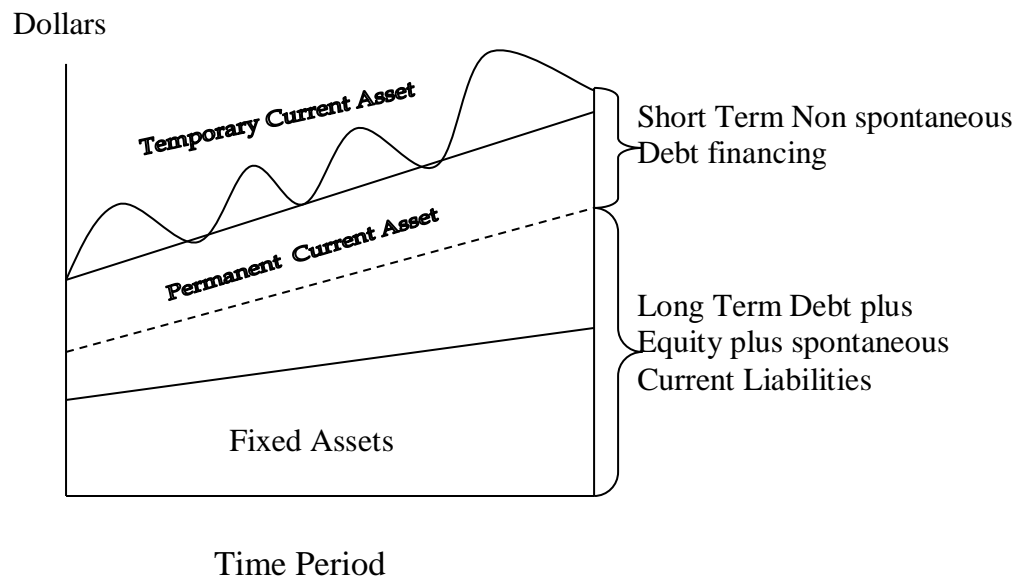 Dollars
Temporary Current Asset
Short Term Non spontaneous
Debt financing
Permanent Current Asset
Long Term Debt plus
Equity plus spontaneous
Current Liabilities
Fixed Assets
Time Period